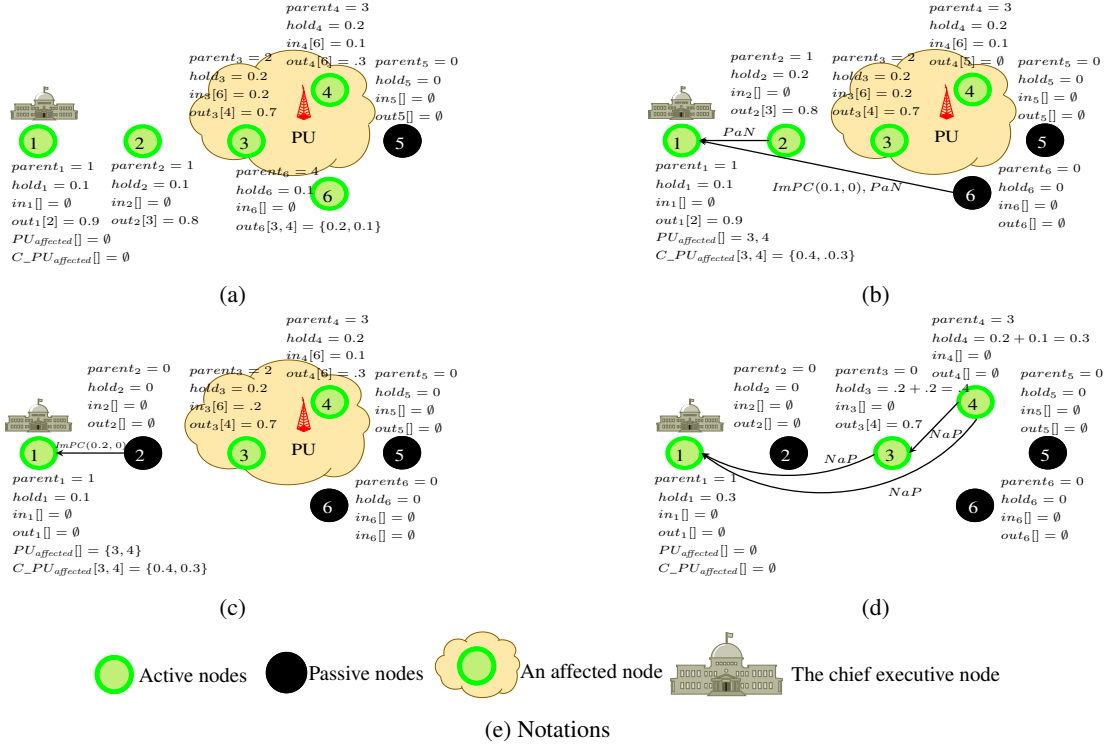 parent₄ = 3
hold₄ = 0.2
in₄[6] = 0.1
out₄[6] = .3
parent₃ = 2
hold₃ = 0.2
in₃[6] = 0.2
out₃[4] = 0.7
parent₅ = 0
hold₅ = 0
in₅[] = ∅
out5[] = ∅
4
PU
1
2
3
5
6
parent₁ = 1
hold₁ = 0.1
in₁[] = ∅
out₁[2] = 0.9
PU_affected[] = ∅
C_PU_affected[] = ∅
parent₂ = 1
hold₂ = 0.1
in₂[] = ∅
out₂[3] = 0.8
parent₆ = 4
hold₆ = 0.1
in₆[] = ∅
out₆[3, 4] = {0.2, 0.1}
(a)
parent₄ = 3
hold₄ = 0.2
in₄[6] = 0.1
out₄[5] = ∅
parent₂ = 1
hold₂ = 0.2
in₂[] = ∅
out₂[3] = 0.8
parent₃ = 2
hold₃ = 0.2
in₃[6] = 0.2
out₃[4] = 0.7
parent₅ = 0
hold₅ = 0
in₅[] = ∅
out₅[] = ∅
4
PU
1
PaN
2
3
5
ImPC(0.1, 0), PaN
6
parent₁ = 1
hold₁ = 0.1
in₁[] = ∅
out₁[2] = 0.9
PU_affected[] = 3, 4
C_PU_affected[3, 4] = {0.4, .0.3}
parent₆ = 0
hold₆ = 0
in₆[] = ∅
out₆[] = ∅
(b)
parent₄ = 3
hold₄ = 0.2
in₄[6] = 0.1
out₄[6] = .3
parent₂ = 0
hold₂ = 0
in₂[] = ∅
out₂[] = ∅
parent₃ = 2
hold₃ = 0.2
in₃[6] = .2
out₃[4] = 0.7
parent₅ = 0
hold₅ = 0
in₅[] = ∅
out₅[] = ∅
4
PU
1
ImPC(0.2, 0)
2
3
5
6
parent₁ = 1
hold₁ = 0.1
in₁[] = ∅
out₁[] = ∅
PU_affected[] = {3, 4}
C_PU_affected[3, 4] = {0.4, 0.3}
parent₆ = 0
hold₆ = 0
in₆[] = ∅
in₆[] = ∅
(c)
parent₄ = 3
hold₄ = 0.2 + 0.1 = 0.3
in₄[] = ∅
out₄[] = ∅
parent₂ = 0
hold₂ = 0
in₂[] = ∅
out₂[] = ∅
parent₃ = 0
hold₃ = .2 + .2 = .4
in₃[] = ∅
out₃[4] = 0.7
parent₅ = 0
hold₅ = 0
in₅[] = ∅
out₅[] = ∅
4
NaP
1
2
NaP
3
5
NaP
6
parent₁ = 1
hold₁ = 0.3
in₁[] = ∅
out₁[] = ∅
PU_affected[] = ∅
C_PU_affected[] = ∅
parent₆ = 0
hold₆ = 0
in₆[] = ∅
out₆[] = ∅
(d)
Active nodes
Passive nodes
An affected node
The chief executive node
(e) Notations